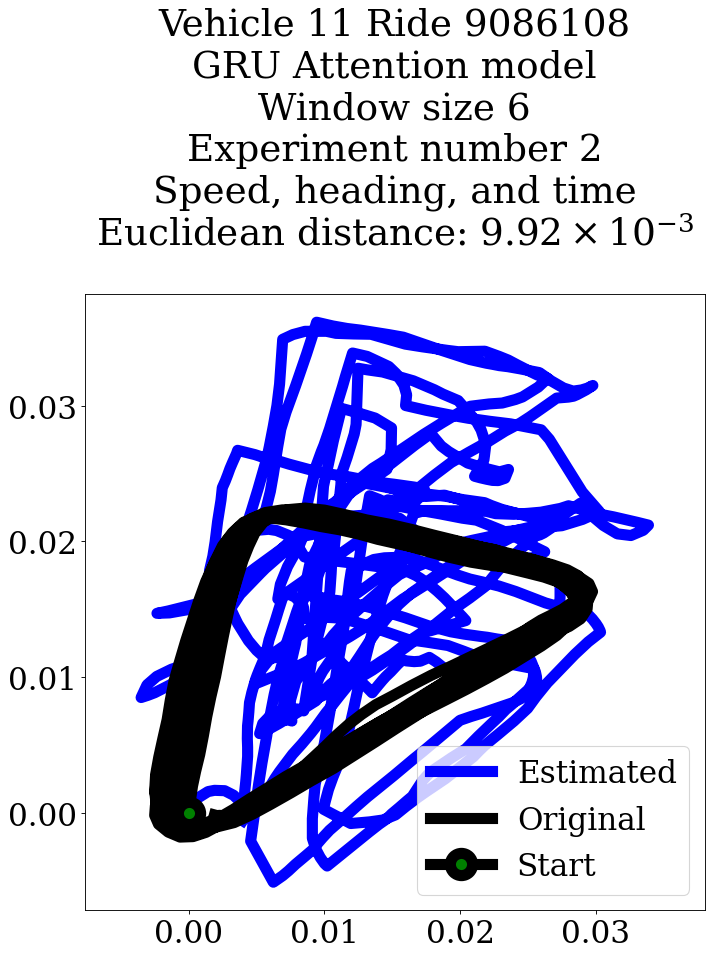 Vehicle 11 Ride 9086108
GRU Attention model
Window size 6
Experiment number 2
Speed, heading, and time
Euclidean distance: 9.92 × 10⁻³
0.03
0.02
0.01
0.00
Estimated
Original
Start
0.00 0.01 0.02 0.03